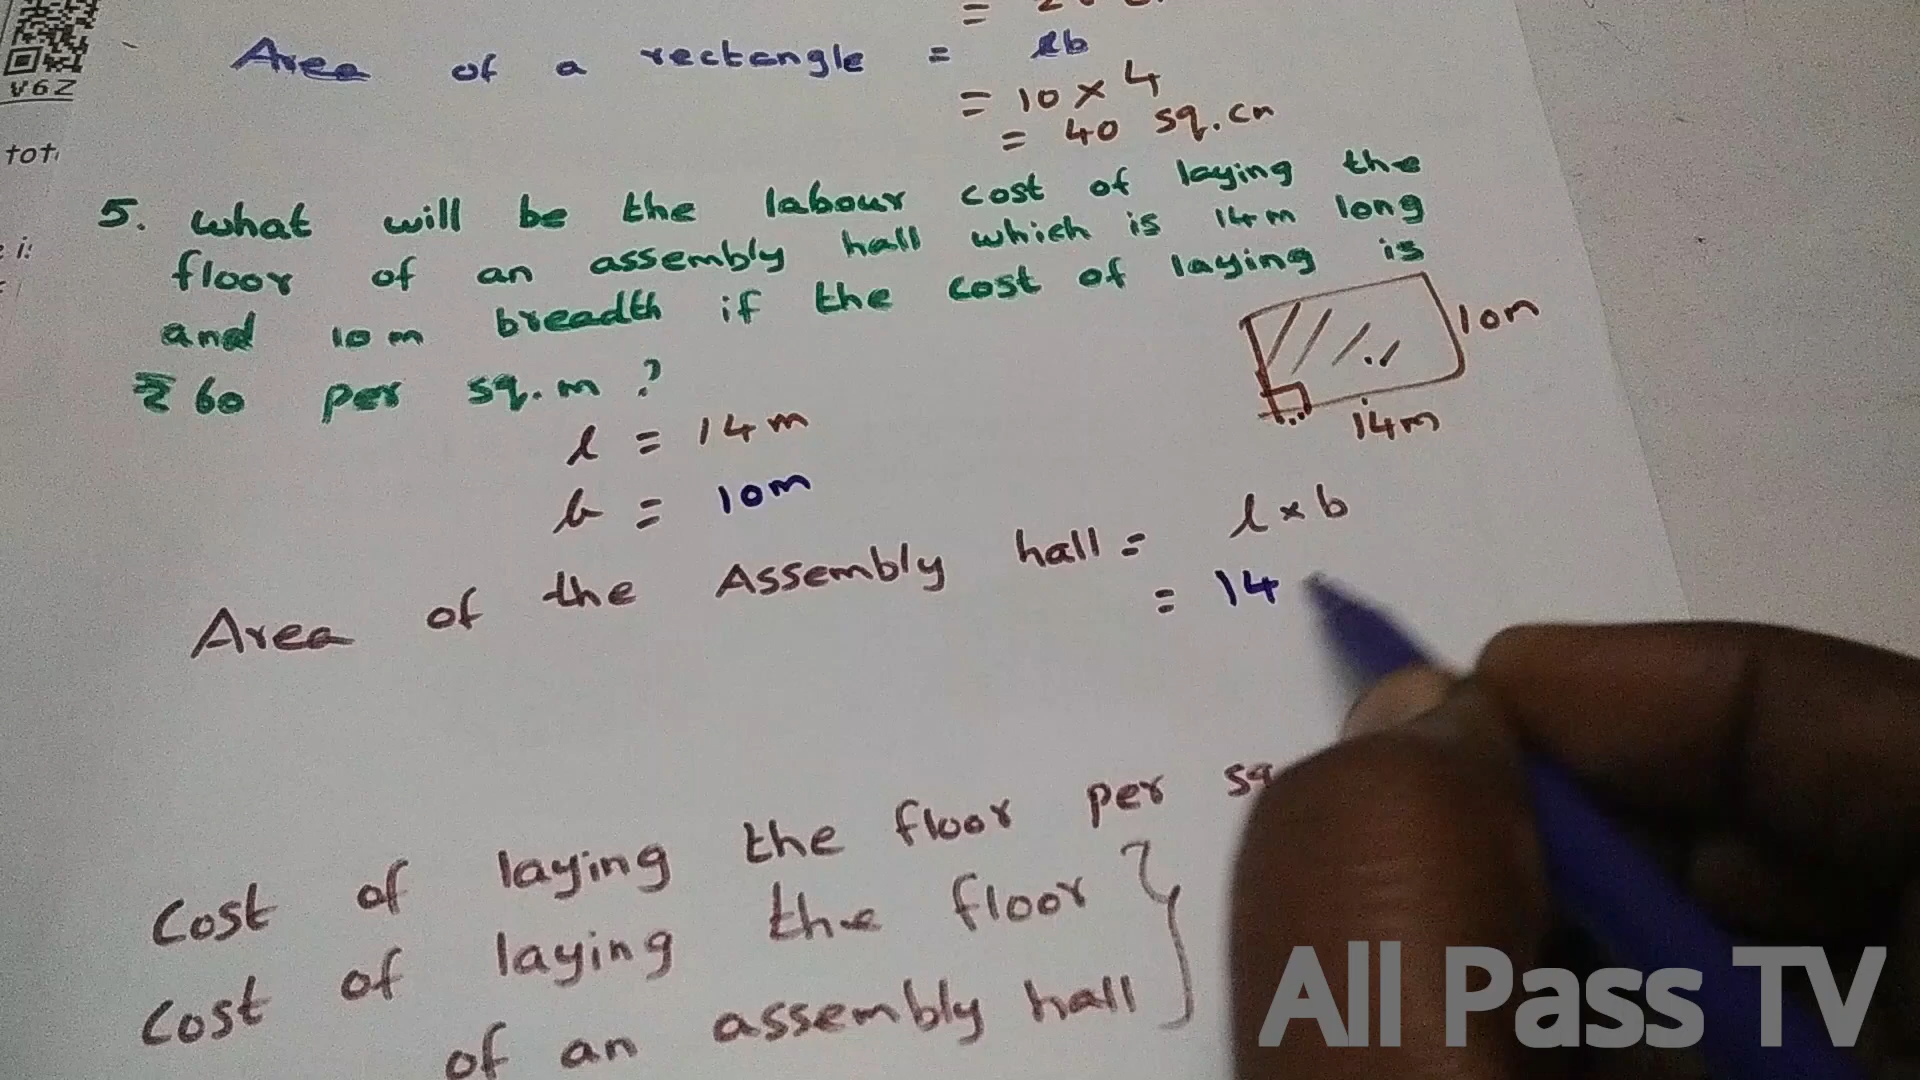 V6Z
Area of a rectangle = lb
= 10 × 4
= 40 sq.cm
5. What will be the labour cost of laying the
floor of an assembly hall which is 14m long
and 10m breadth if the cost of laying is
₹ 60 per sq.m ?
10m
14m
l = 14m
b = 10m
Area of the Assembly hall = l × b
= 14
Cost of laying the floor per sq
Cost of laying the floor
of an assembly hall
All Pass TV